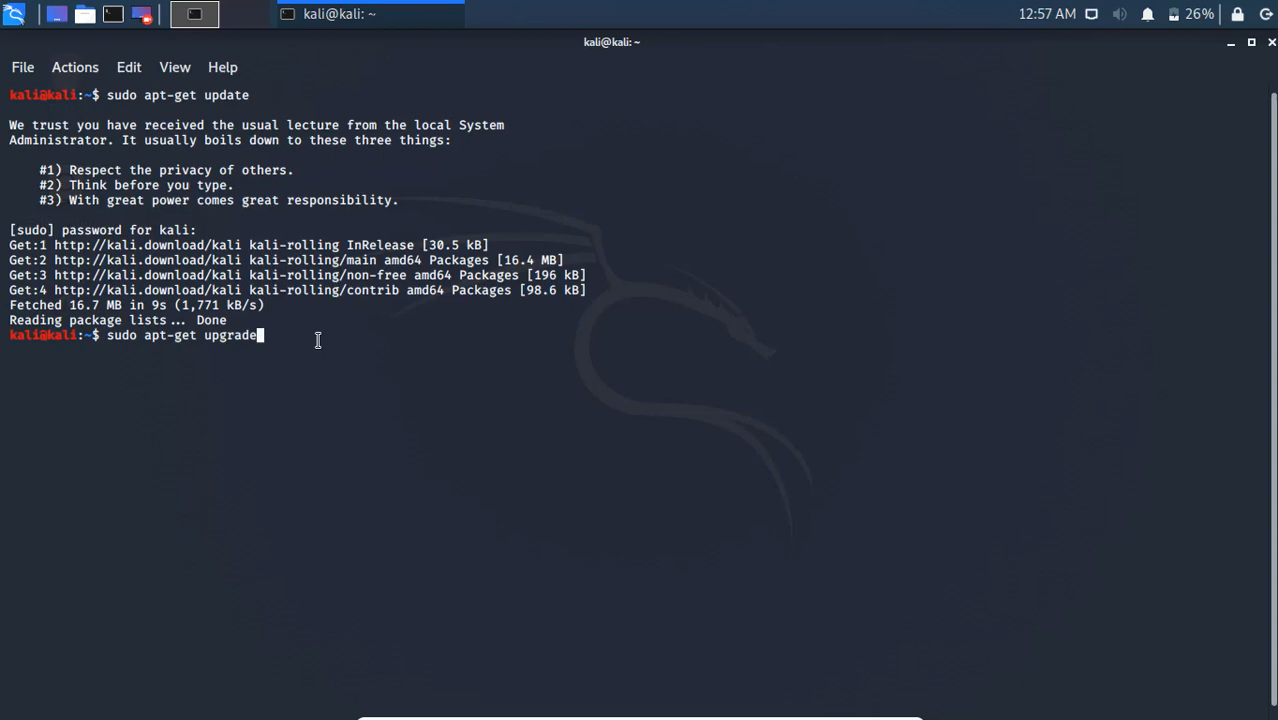 kali@kali: ~
12:57 AM
26%
kali@kali: ~
File Actions Edit View Help
kali@kali:~$ sudo apt-get update
We trust you have received the usual lecture from the local System
Administrator. It usually boils down to these three things:
#1) Respect the privacy of others.
#2) Think before you type.
#3) With great power comes great responsibility.
[sudo] password for kali:
Get:1 http://kali.download/kali kali-rolling InRelease [30.5 kB]
Get:2 http://kali.download/kali kali-rolling/main amd64 Packages [16.4 MB]
Get:3 http://kali.download/kali kali-rolling/non-free amd64 Packages [196 kB]
Get:4 http://kali.download/kali kali-rolling/contrib amd64 Packages [98.6 kB]
Fetched 16.7 MB in 9s (1,771 kB/s)
Reading package lists... Done
kali@kali:~$ sudo apt-get upgrade